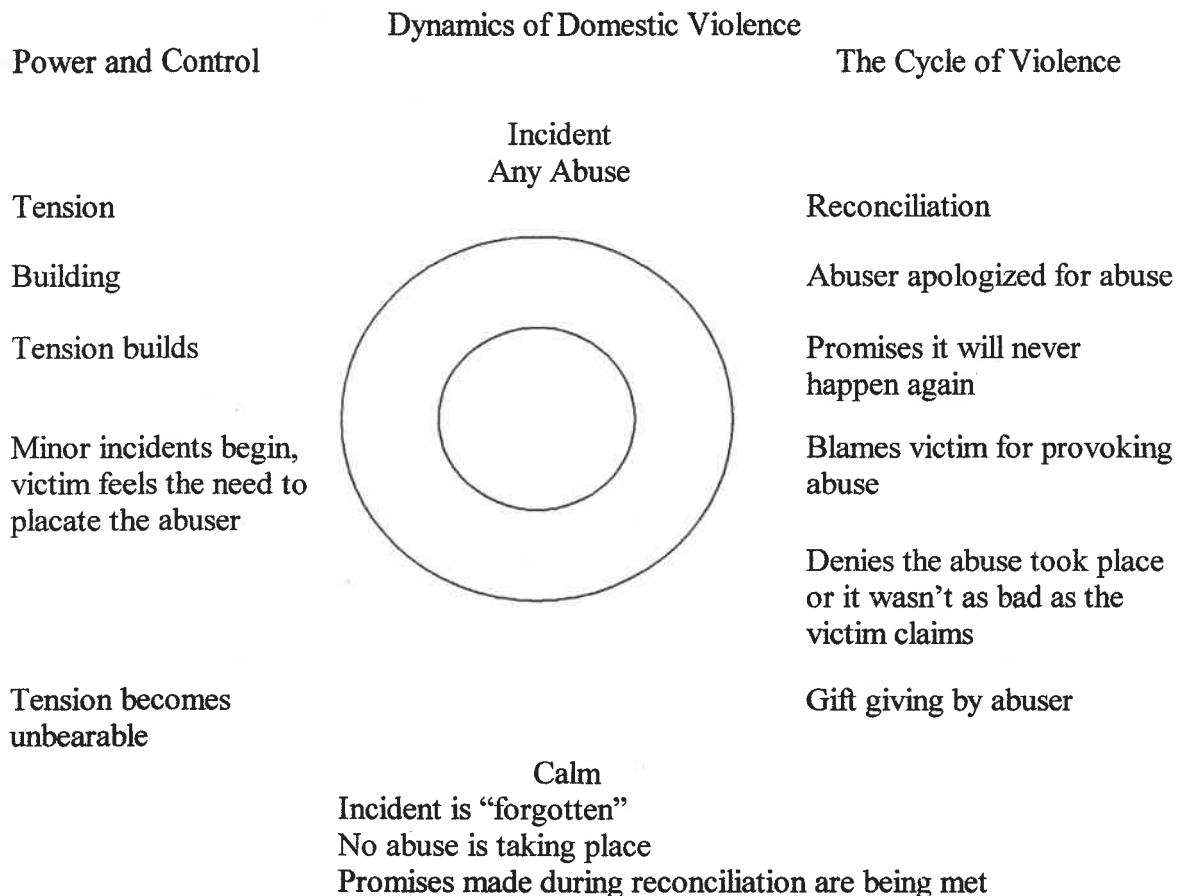 Dynamics of Domestic Violence
Power and Control
The Cycle of Violence
Incident
Any Abuse
Tension
Building
Tension builds
Minor incidents begin,
victim feels the need to
placate the abuser
Tension becomes
unbearable
Reconciliation
Abuser apologized for abuse
Promises it will never
happen again
Blames victim for provoking
abuse
Denies the abuse took place
or it wasn't as bad as the
victim claims
Gift giving by abuser
Calm
Incident is “forgotten”
No abuse is taking place
Promises made during reconciliation are being met